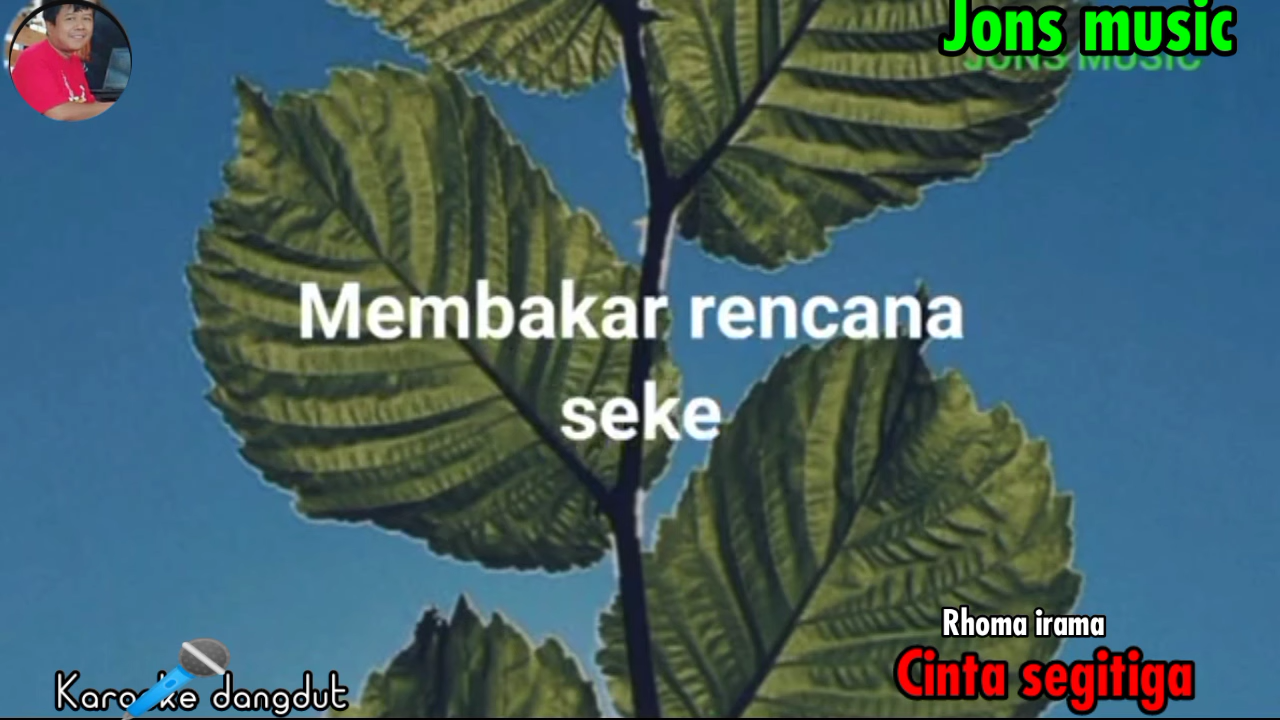 Jons music
JONS MUSIC
Membakar rencana
seke
Rhoma irama
Cinta segitiga
Karaoke dangdut